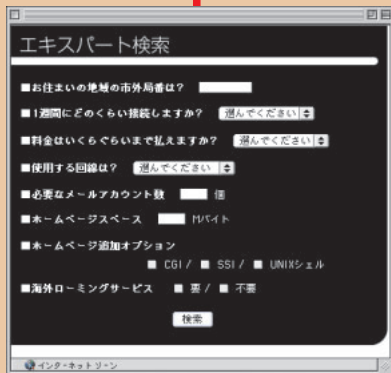 エキスパート検索
■お住まいの地域の市外局番は?
■1週間にどのくらい接続しますか? 選んでください
■料金はいくらぐらいまで払えますか? 選んでください
■使用する回線は? 選んでください
■必要なメールアカウント数 個
■ホームページスペース Mバイト
■ホームページ追加オプション
■ CGI / ■ SSI / ■ UNIXシェル
■海外ローミングサービス ■ 要 / ■ 不要
検索
インターネットゾーン